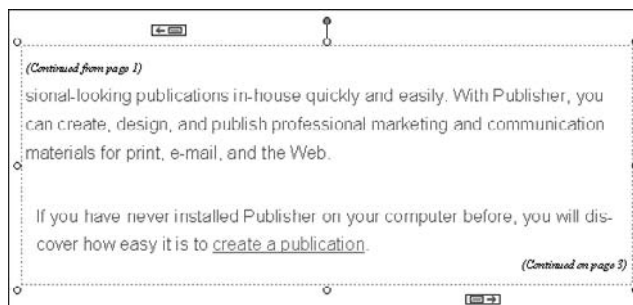 (Continued from page 1)
sional-looking publications in-house quickly and easily. With Publisher, you
can create, design, and publish professional marketing and communication
materials for print, e-mail, and the Web.
If you have never installed Publisher on your computer before, you will dis-
cover how easy it is to create a publication.
(Continued on page 3)